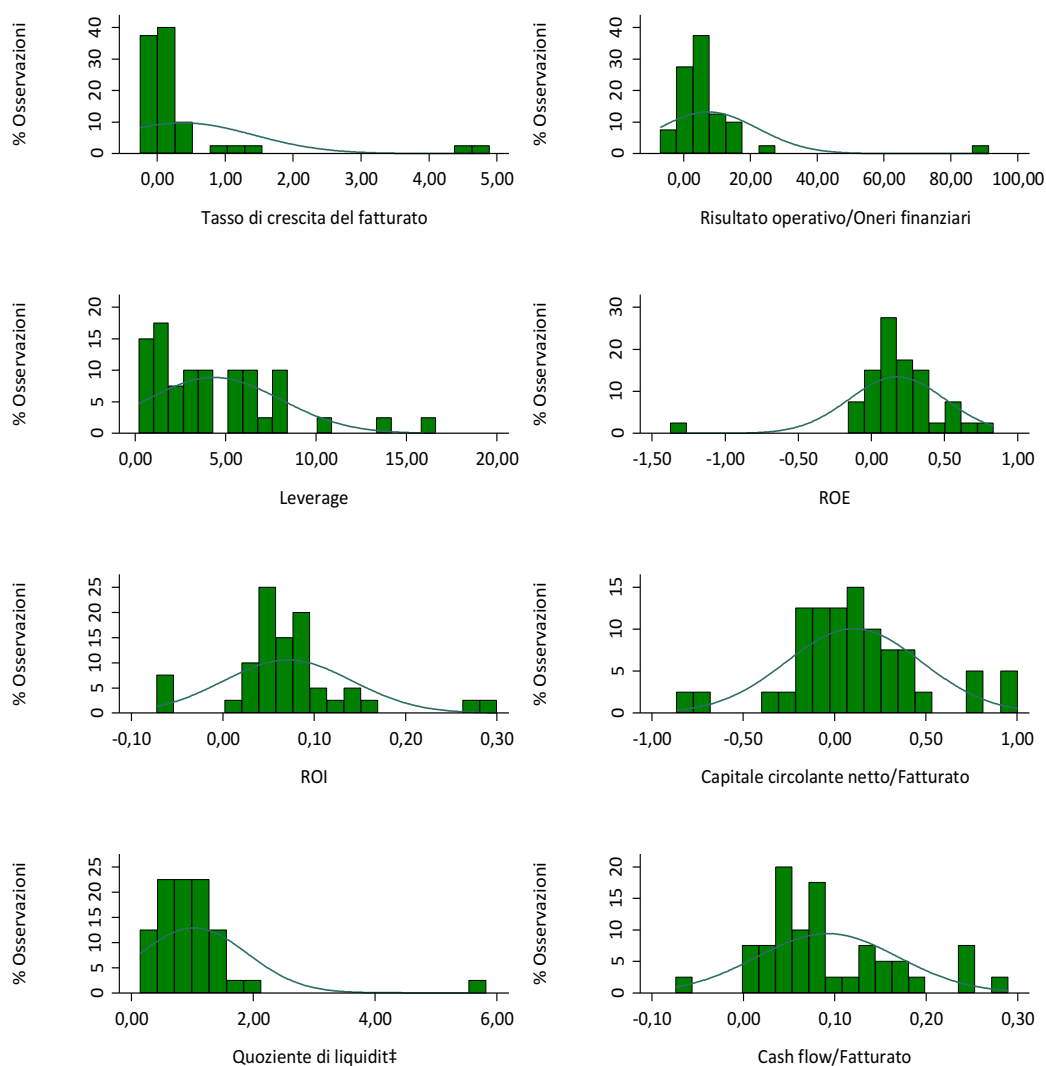 % Osservazioni
0 10 20 30 40
0,00 1,00 2,00 3,00 4,00 5,00
Tasso di crescita del fatturato
% Osservazioni
0 10 20 30 40
0,00 20,00 40,00 60,00 80,00 100,00
Risultato operativo/Oneri finanziari
% Osservazioni
0 5 10 15 20
0,00 5,00 10,00 15,00 20,00
Leverage
% Osservazioni
0 10 20 30
-1,50 -1,00 -0,50 0,00 0,50 1,00
ROE
% Osservazioni
0 5 10 15 20 25
-0,10 0,00 0,10 0,20 0,30
ROI
% Osservazioni
0 5 10 15
-1,00 -0,50 0,00 0,50 1,00
Capitale circolante netto/Fatturato
% Osservazioni
0 5 10 15 20 25
0,00 2,00 4,00 6,00
Quoziente di liquidit‡
% Osservazioni
0 5 10 15 20
-0,10 0,00 0,10 0,20 0,30
Cash flow/Fatturato